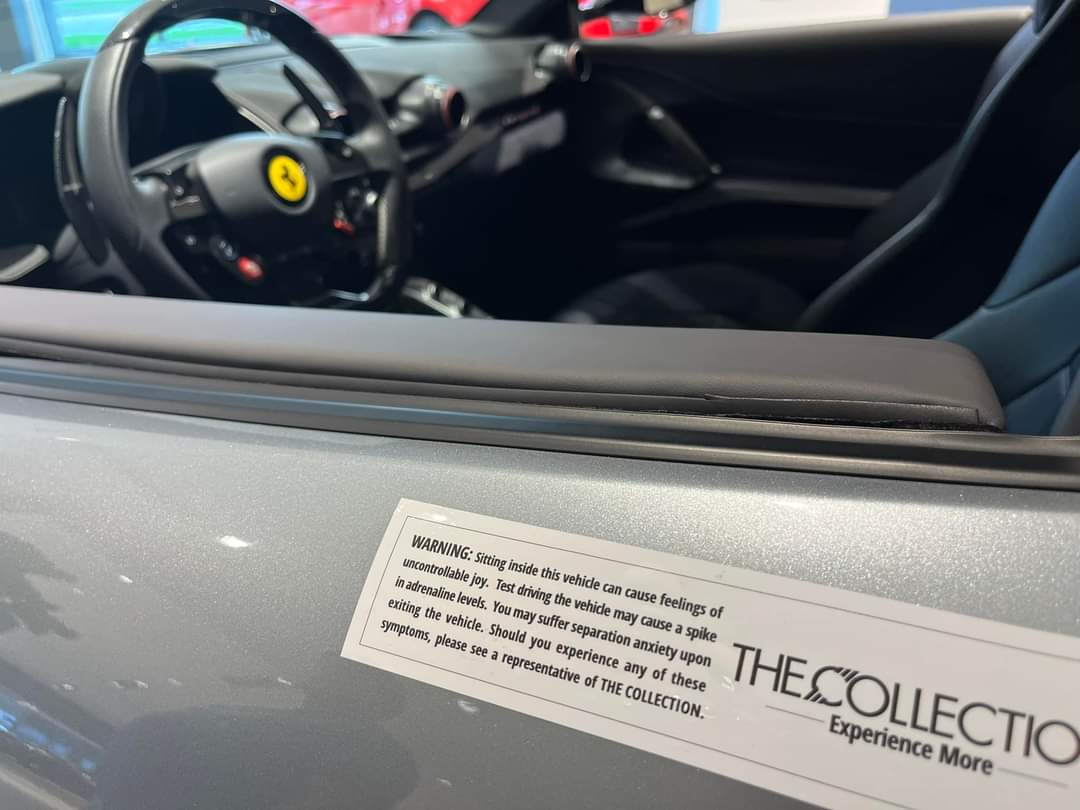 WARNING: Sitting inside this vehicle can cause feelings of
uncontrollable joy. Test driving the vehicle may cause a spike
in adrenaline levels. You may suffer separation anxiety upon
exiting the vehicle. Should you experience any of these
symptoms, please see a representative of THE COLLECTION.
THE COLLECTIO
Experience More